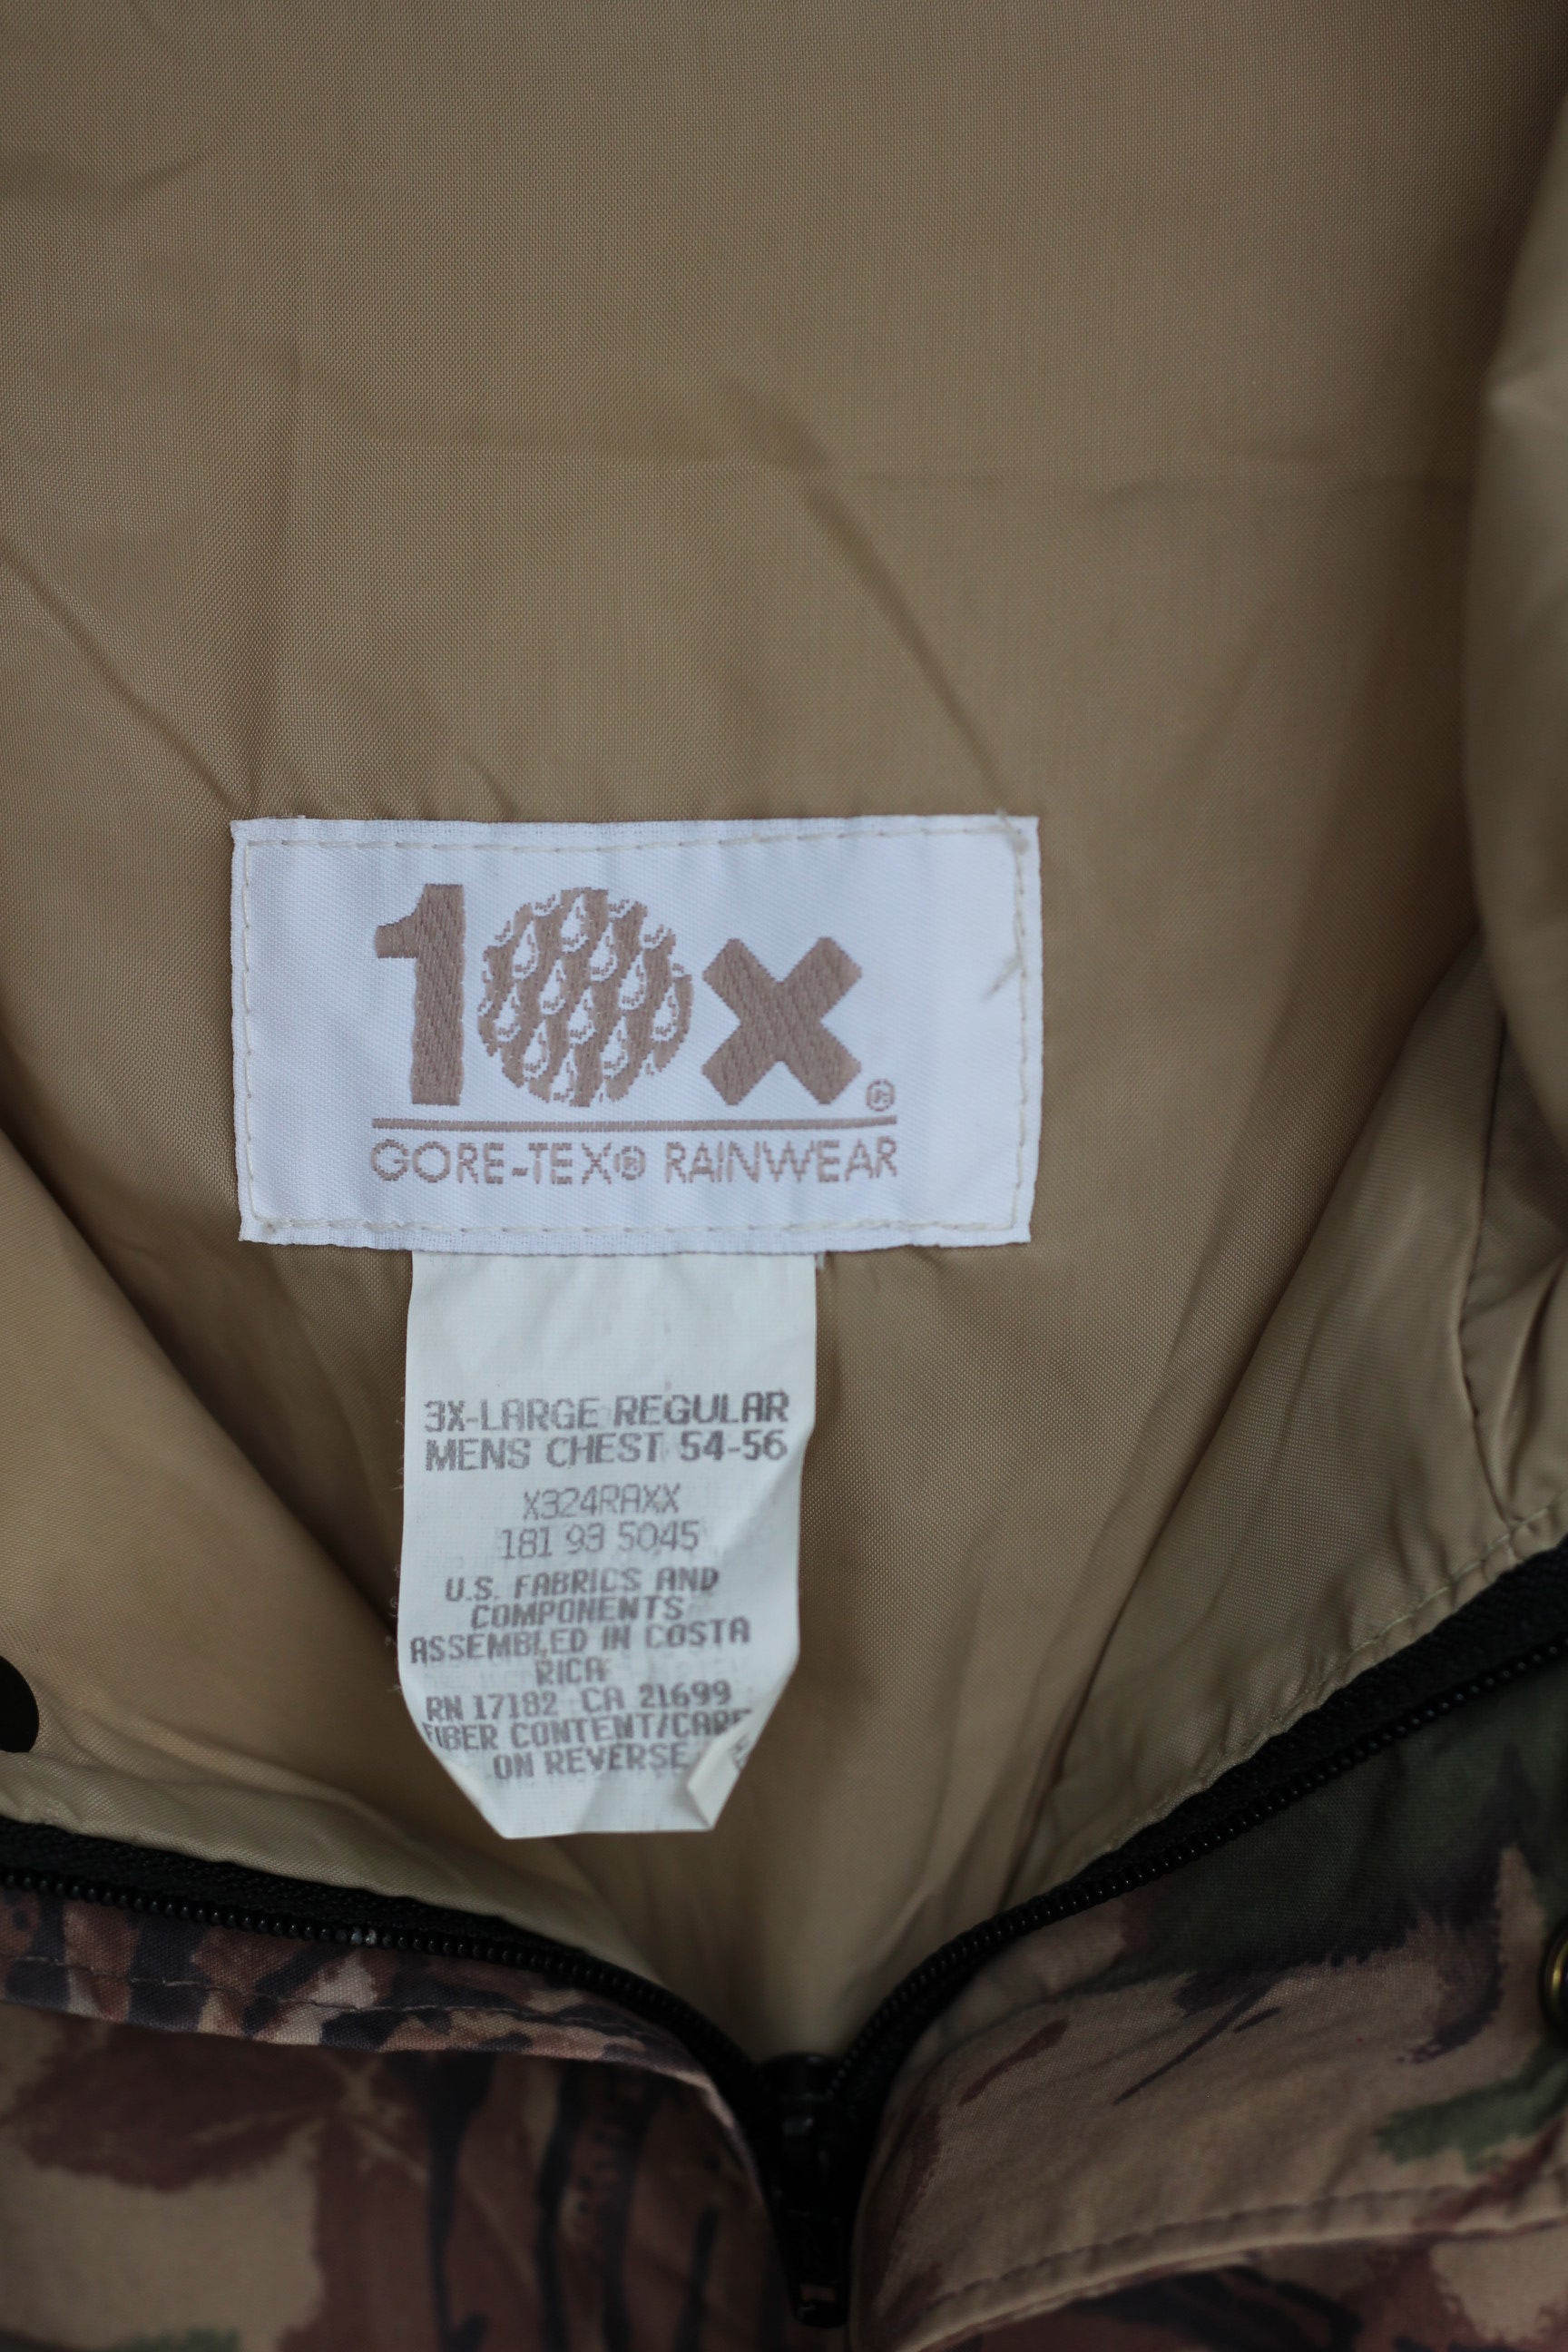 10X®
GORE-TEX® RAINWEAR
3X-LARGE REGULAR
MENS CHEST 54-56
X324RAXX
181 93 5045
U.S. FABRICS AND
COMPONENTS
ASSEMBLED IN COSTA
RICA
RN 17182 CA 21699
FIBER CONTENT/CARE
ON REVERSE